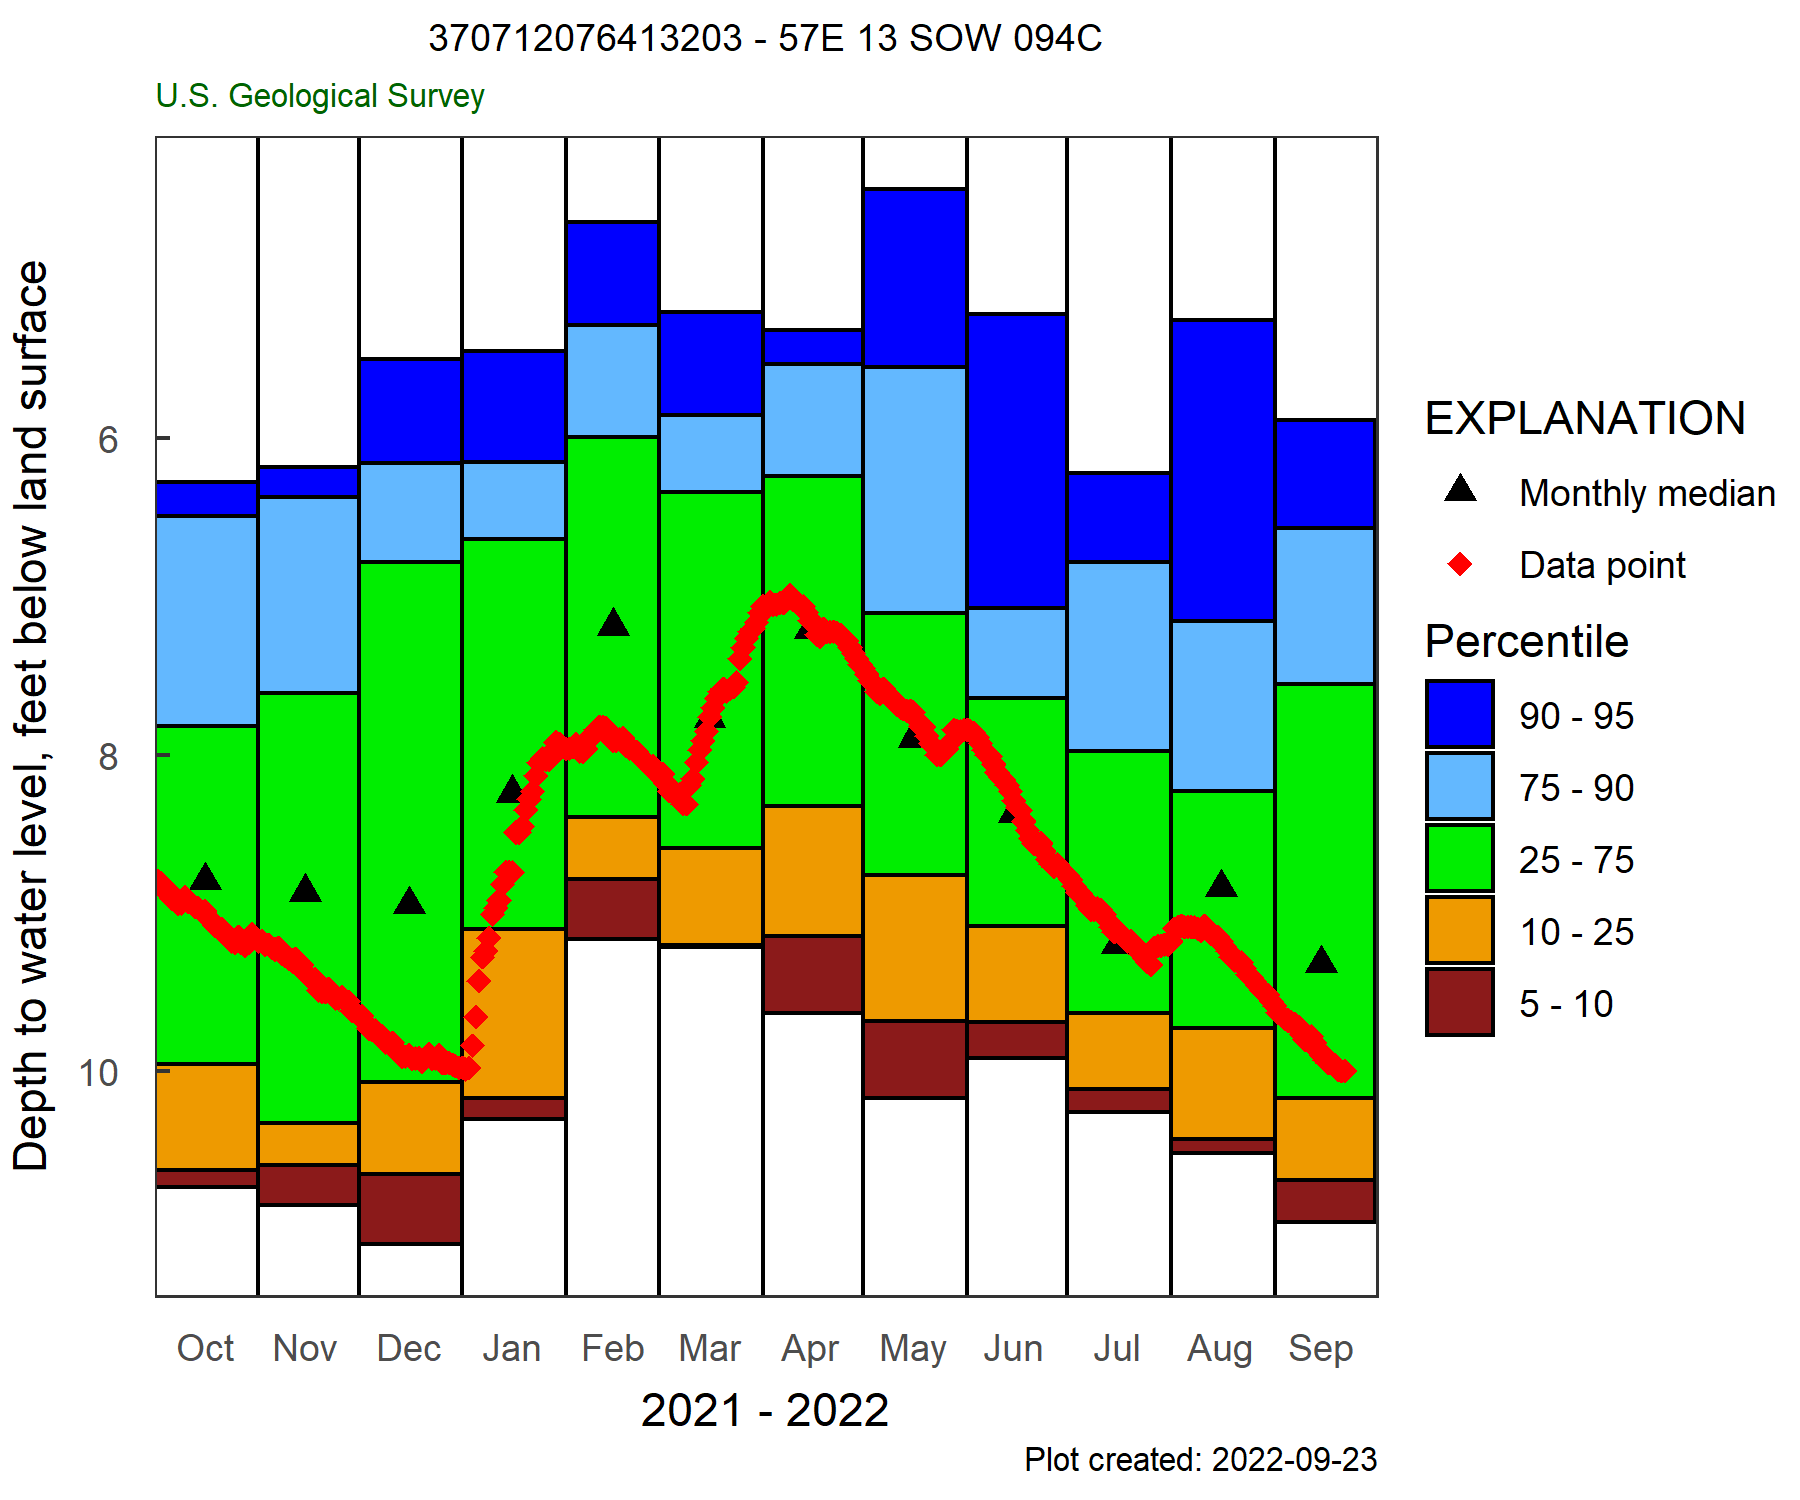 370712076413203 - 57E 13 SOW 094C
U.S. Geological Survey
Depth to water level, feet below land surface
6
8
10
Oct Nov Dec Jan Feb Mar Apr May Jun Jul Aug Sep
2021 - 2022
Plot created: 2022-09-23
EXPLANATION
Monthly median
Data point
Percentile
90 - 95
75 - 90
25 - 75
10 - 25
5 - 10